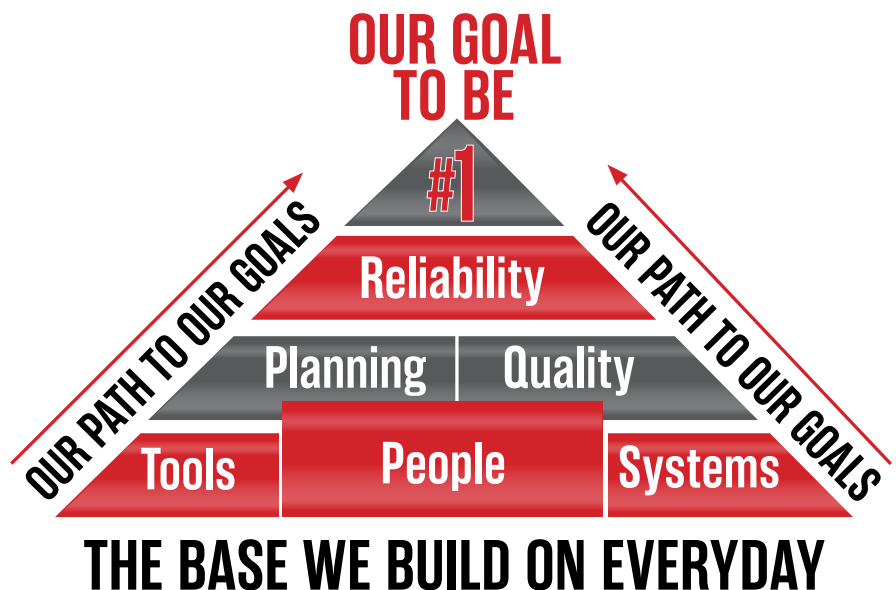 OUR GOAL
TO BE
#1
OUR PATH TO OUR GOALS
OUR PATH TO OUR GOALS
Reliability
Planning Quality
Tools People Systems
THE BASE WE BUILD ON EVERYDAY